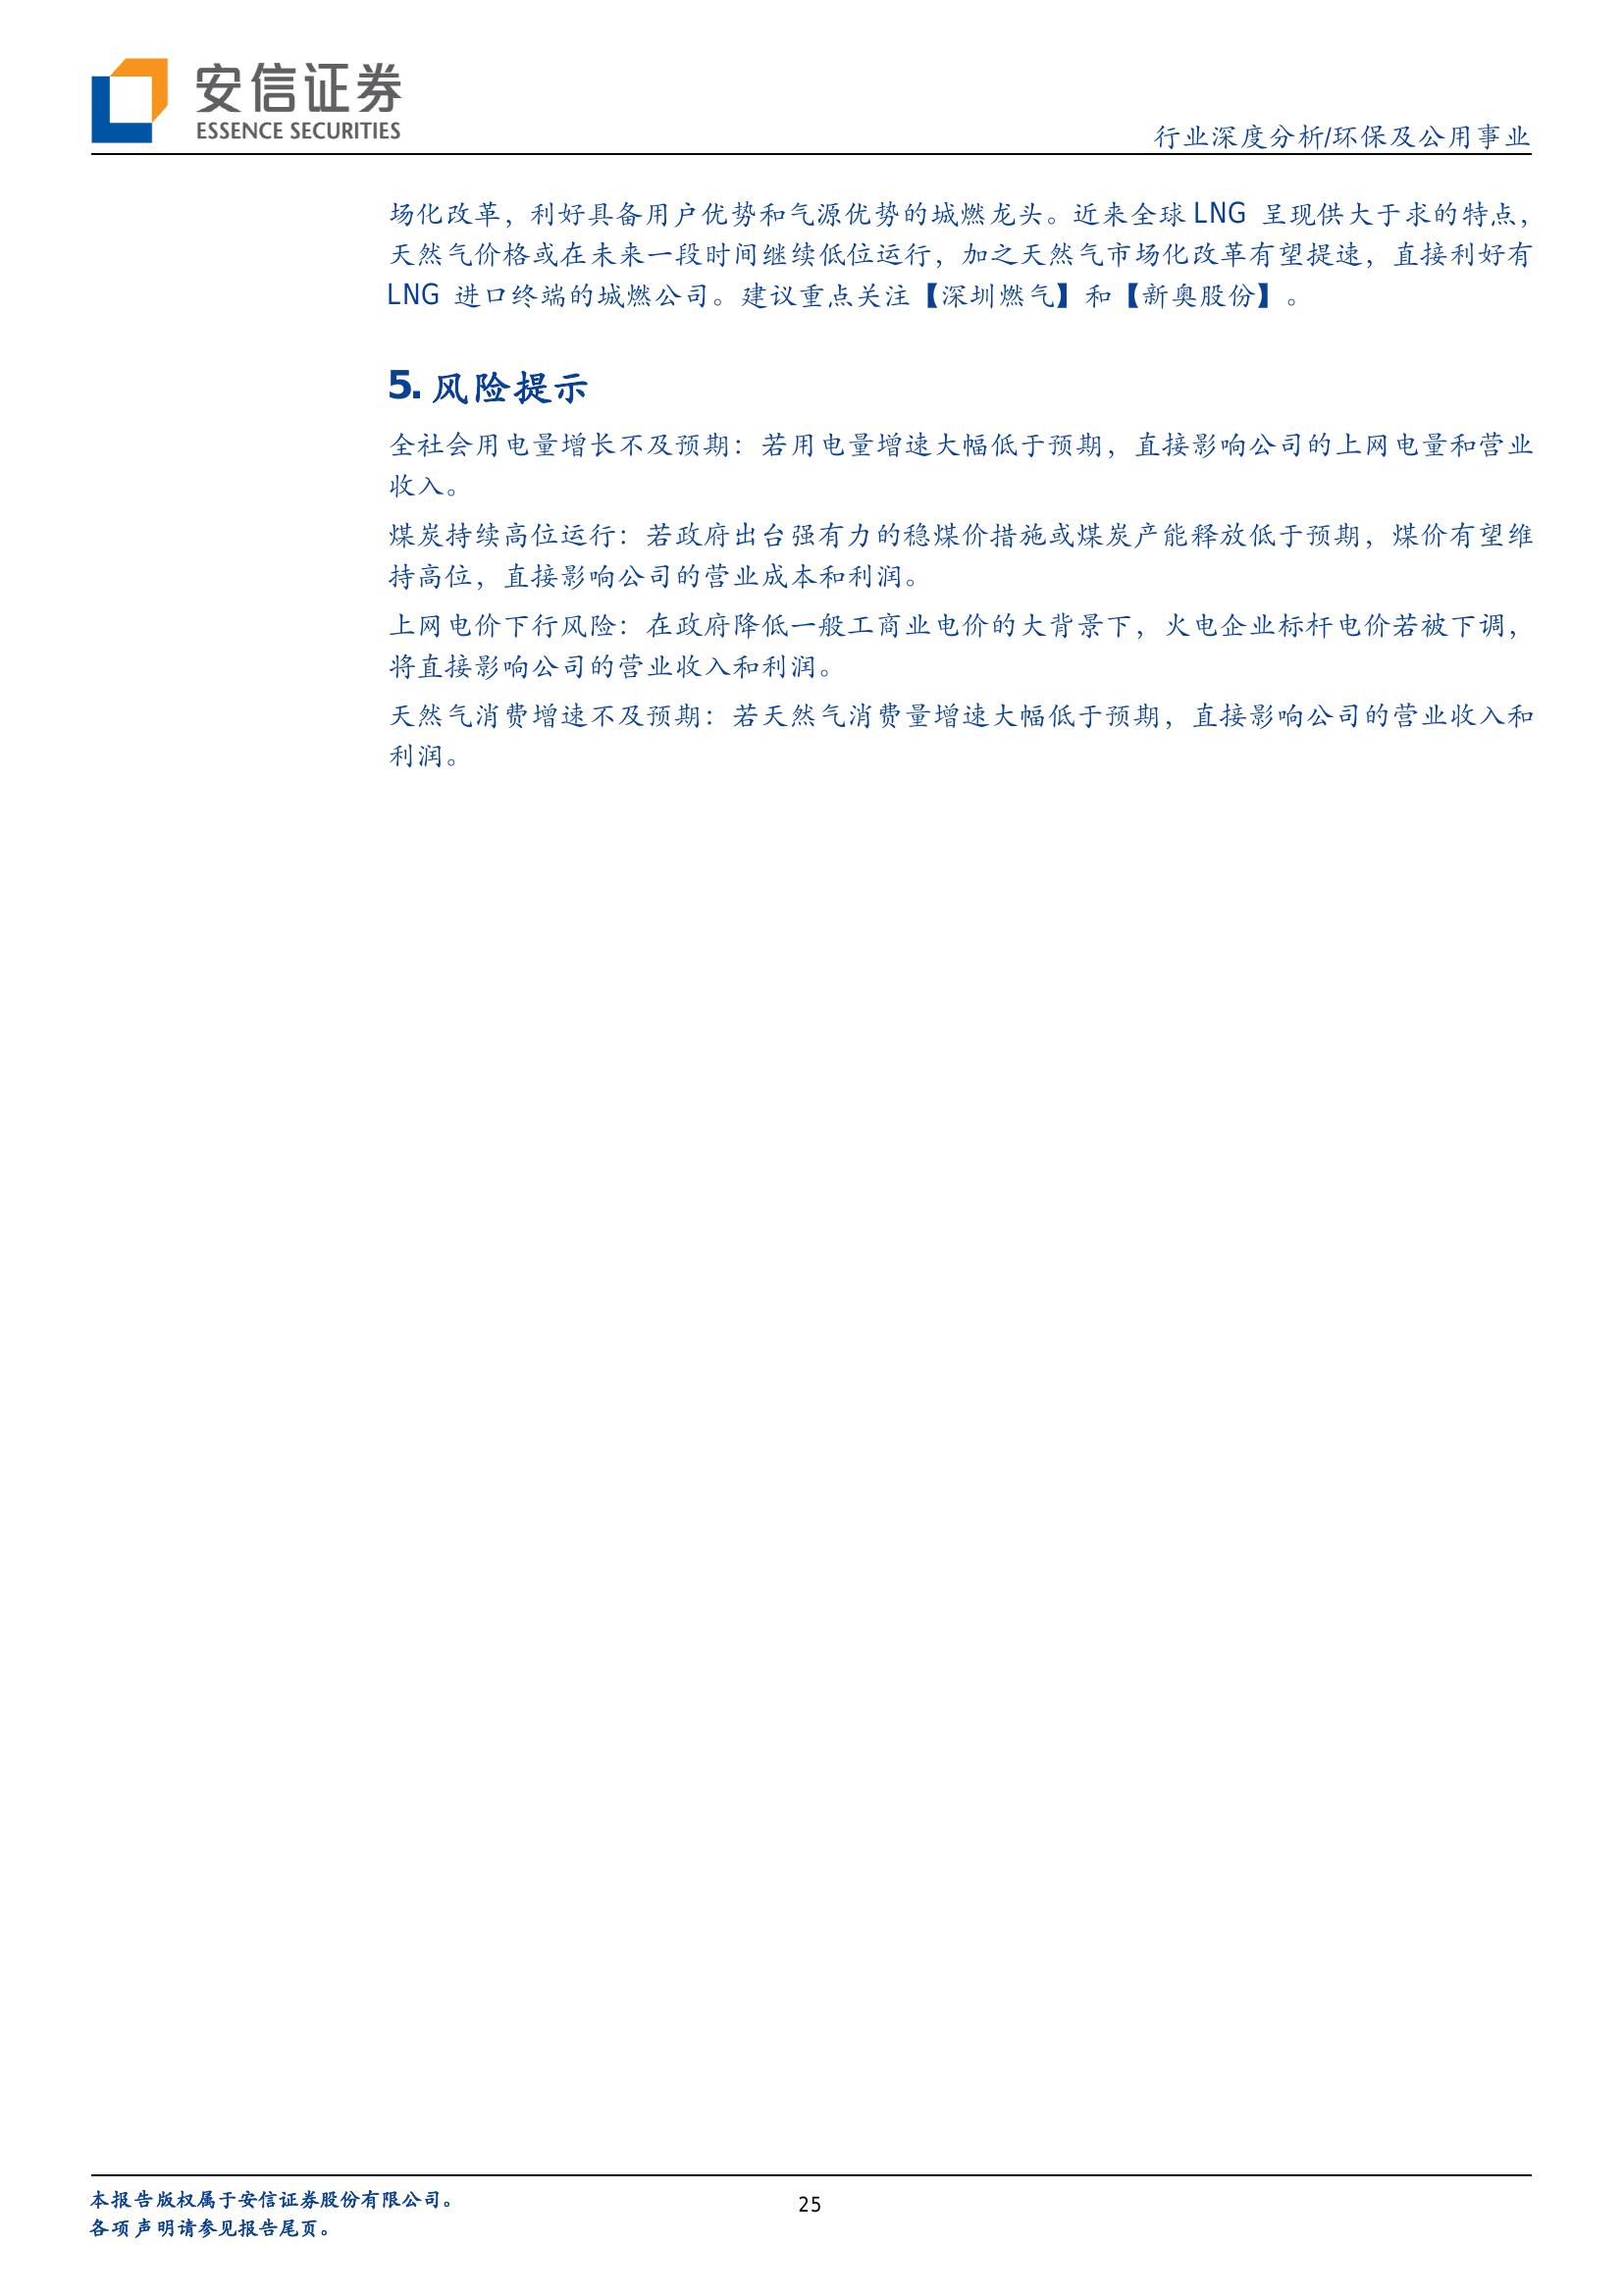 安信证券
ESSENCE SECURITIES
行业深度分析/环保及公用事业
场化改革，利好具备用户优势和气源优势的城燃龙头。近来全球 LNG 呈现供大于求的特点，
天然气价格或在未来一段时间继续低位运行，加之天然气市场化改革有望提速，直接利好有
LNG 进口终端的城燃公司。建议重点关注【深圳燃气】和【新奥股份】。
5. 风险提示
全社会用电量增长不及预期：若用电量增速大幅低于预期，直接影响公司的上网电量和营业
收入。
煤炭持续高位运行：若政府出台强有力的稳煤价措施或煤炭产能释放低于预期，煤价有望维
持高位，直接影响公司的营业成本和利润。
上网电价下行风险：在政府降低一般工商业电价的大背景下，火电企业标杆电价若被下调，
将直接影响公司的营业收入和利润。
天然气消费增速不及预期：若天然气消费量增速大幅低于预期，直接影响公司的营业收入和
利润。
本报告版权属于安信证券股份有限公司。
25
各项声明请参见报告尾页。